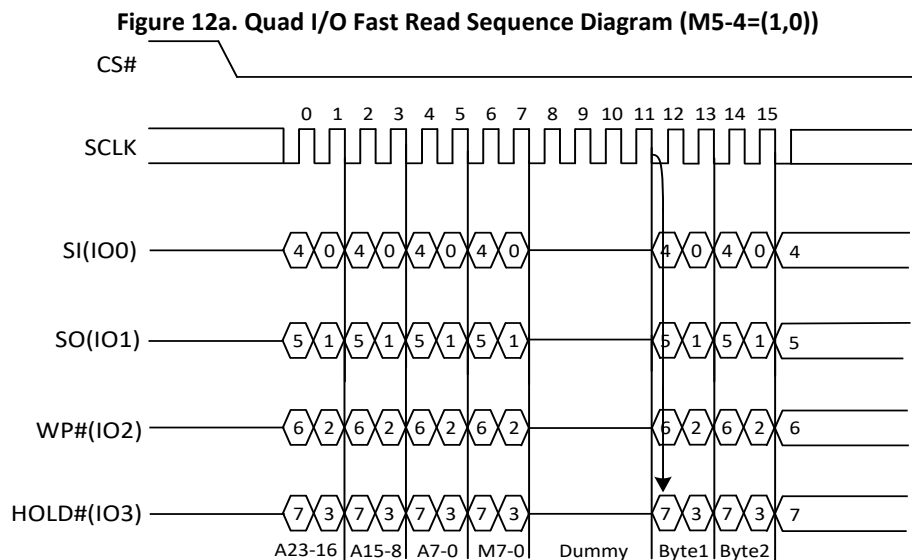 Figure 12a. Quad I/O Fast Read Sequence Diagram (M5-4=(1,0))
CS#
0 1 2 3 4 5 6 7 8 9 10 11 12 13 14 15
SCLK
SI(IO0) 4 0 4 0 4 0 4 0 4 0 4 0 4
SO(IO1) 5 1 5 1 5 1 5 1 5 1 5 1 5
WP#(IO2) 6 2 6 2 6 2 6 2 6 2 6 2 6
HOLD#(IO3) 7 3 7 3 7 3 7 3 7 3 7 3 7
A23-16 A15-8 A7-0 M7-0 Dummy Byte1 Byte2